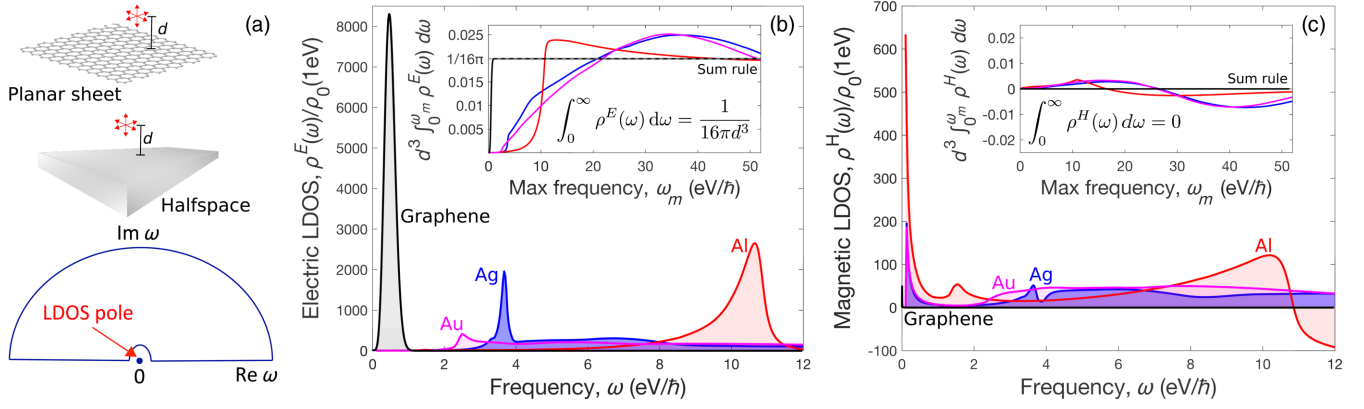 (a)
d
Planar sheet
d
Halfspace
Im ω
LDOS pole
0
Re ω
(b)
Electric LDOS, ρ^E(ω)/ρ_0(1eV)
8000
7000
6000
5000
4000
3000
2000
1000
0
0 2 4 6 8 10 12
Frequency, ω (eV/ħ)
Graphene
Au
Ag
Al
d^3 ∫_0^ω_m ρ^E(ω) dω
0.025
1/16π
0.015
0.01
0.005
0 10 20 30 40 50
Max frequency, ω_m (eV/ħ)
Sum rule
∫_0^∞ ρ^E(ω) dω = 1/(16πd^3)
(c)
Magnetic LDOS, ρ^H(ω)/ρ_0(1eV)
700
600
500
400
300
200
100
0
-100
0 2 4 6 8 10 12
Frequency, ω (eV/ħ)
Graphene
Au
Ag
Al
d^3 ∫_0^ω_m ρ^H(ω) dω
0.02
0.01
0
-0.01
-0.02
0 10 20 30 40 50
Max frequency, ω_m (eV/ħ)
Sum rule
∫_0^∞ ρ^H(ω) dω = 0